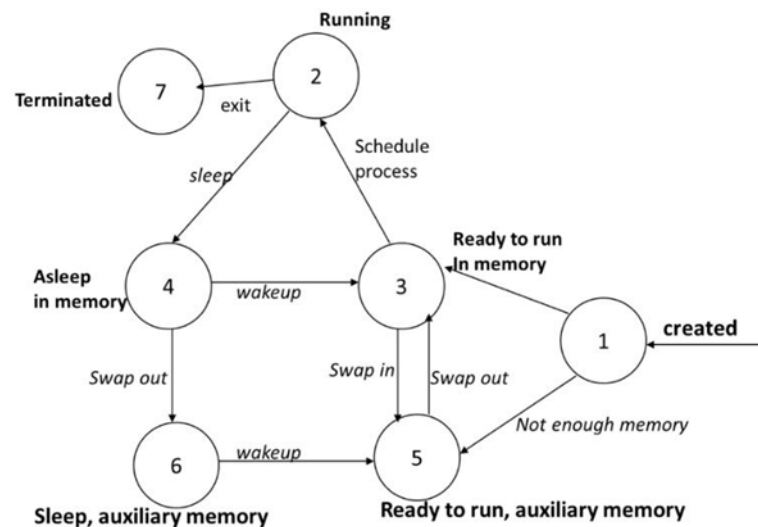 Running
2
7
Terminated
exit
Schedule
process
sleep
Ready to run
In memory
Asleep
in memory
4
wakeup
3
1
created
Swap out
Swap in
Swap out
Not enough memory
6
wakeup
5
Sleep, auxiliary memory
Ready to run, auxiliary memory